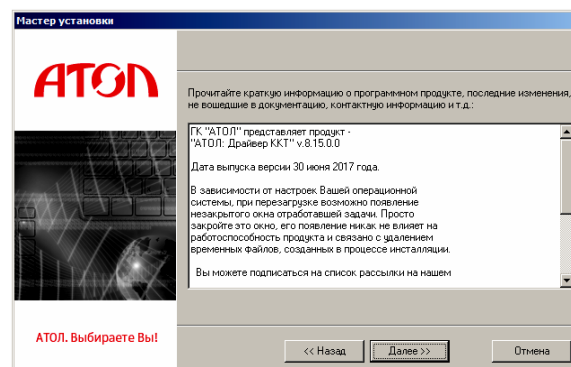 Мастер установки
АТОЛ
Прочитайте краткую информацию о программном продукте, последние изменения,
не вошедшие в документацию, контактную информацию и т.д.:
ГК "АТОЛ" представляет продукт -
"АТОЛ: Драйвер ККТ" v.8.15.0.0
Дата выпуска версии 30 июня 2017 года.
В зависимости от настроек Вашей операционной
системы, при перезагрузке возможно появление
незакрытого окна отработавшей задачи. Просто
закройте это окно, его появление никак не влияет на
работоспособность продукта и связано с удалением
временных файлов, созданных в процессе инсталляции.
Вы можете подписаться на список рассылки на нашем
АТОЛ. Выбираете Вы!
<< Назад
Далее >>
Отмена